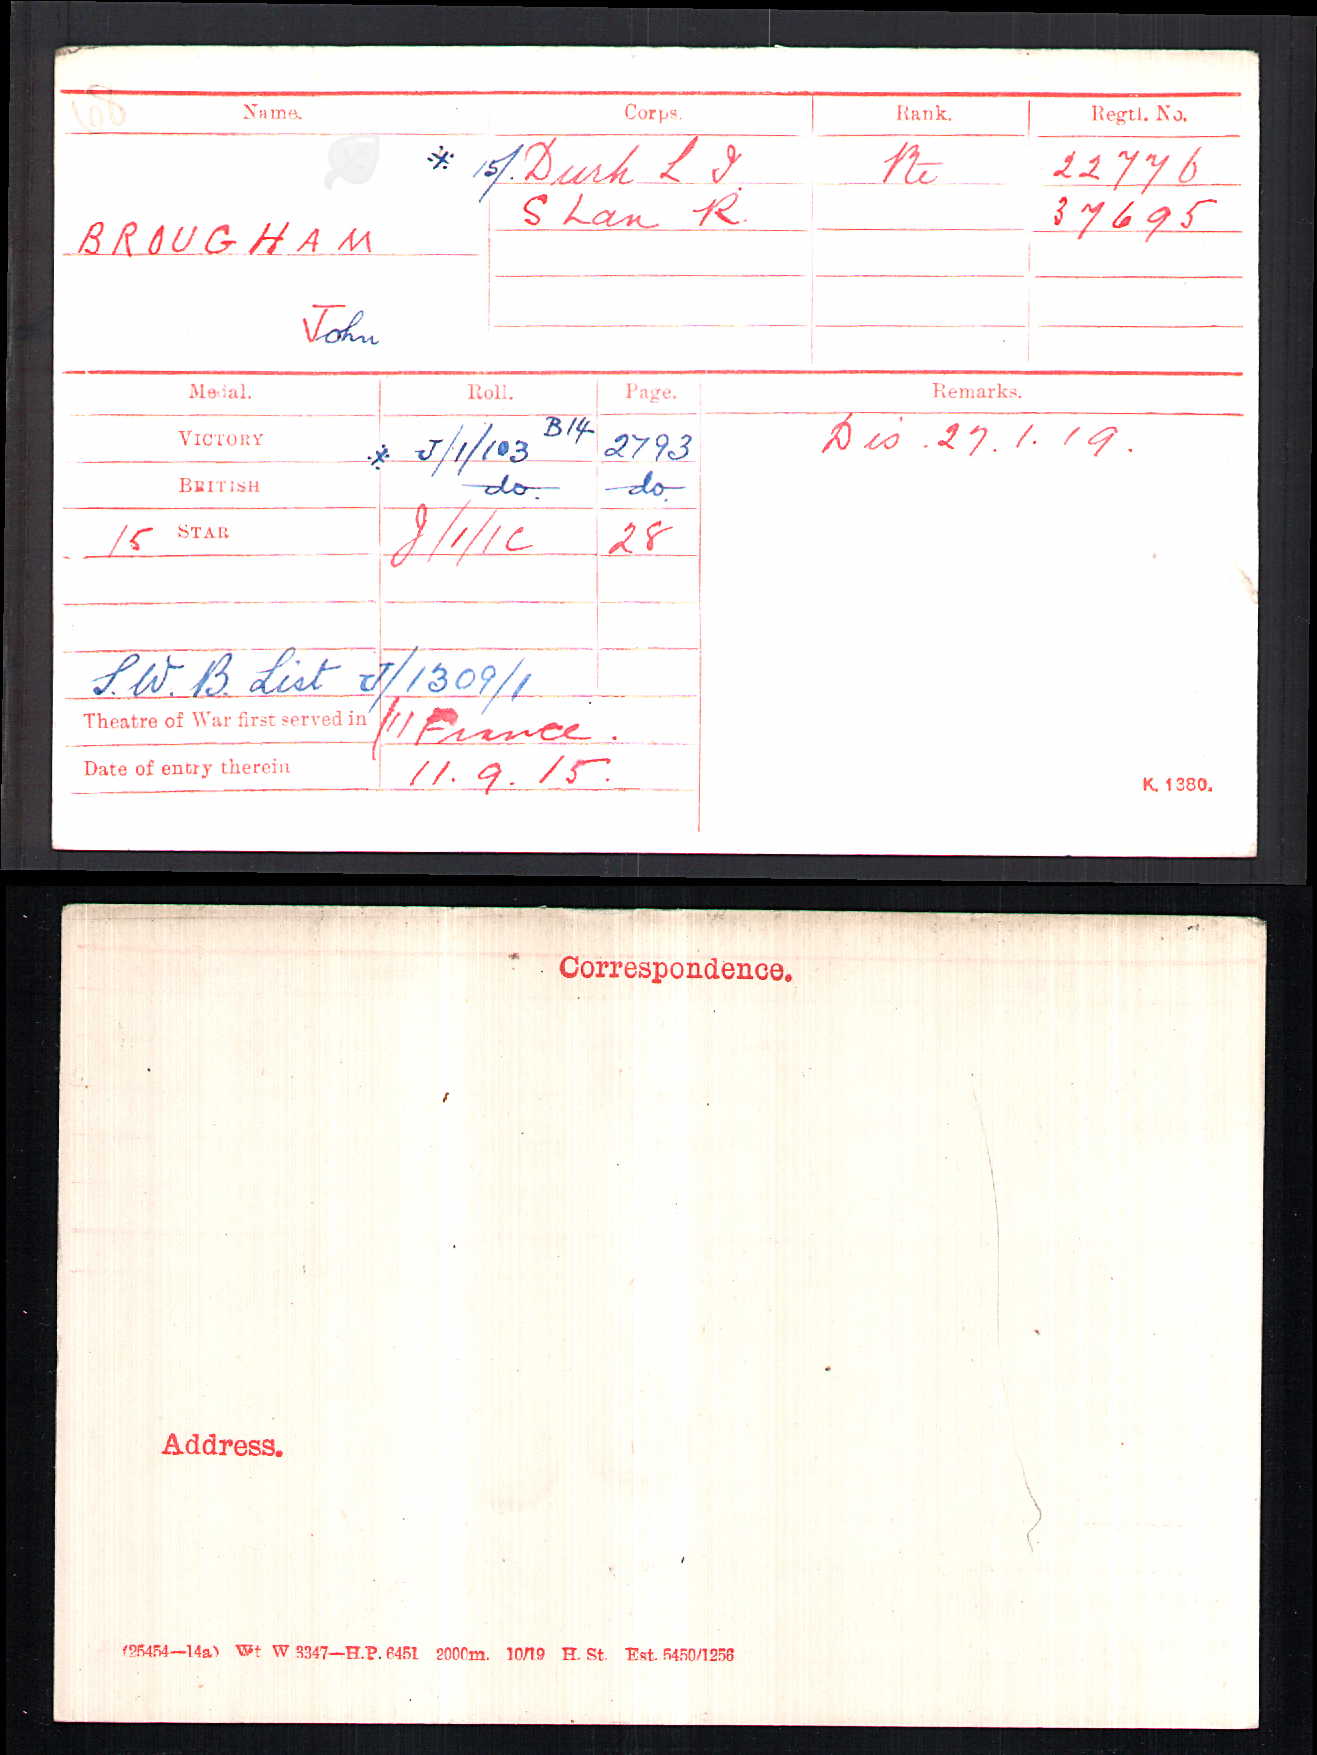 Name. Corps. Rank. Regtl. No.
* 15/. Durh L I. Pte 22776
S Lan R. 37695
BROUGHAM
John
Medal. Roll. Page. Remarks.
VICTORY * J/1/103 B14 2793 Dis. 27. 1. 19.
BRITISH do. do.
15 STAR J/1/1C 28
S.W.B. List J/1309/1
Theatre of War first served in /11 France.
Date of entry therein 11. 9. 15.
K. 1380.
Correspondence.
Address.
(25454—14a) Wt W 3347—H.P. 6451 2000m. 10/19 H. St. Est. 5450/1256